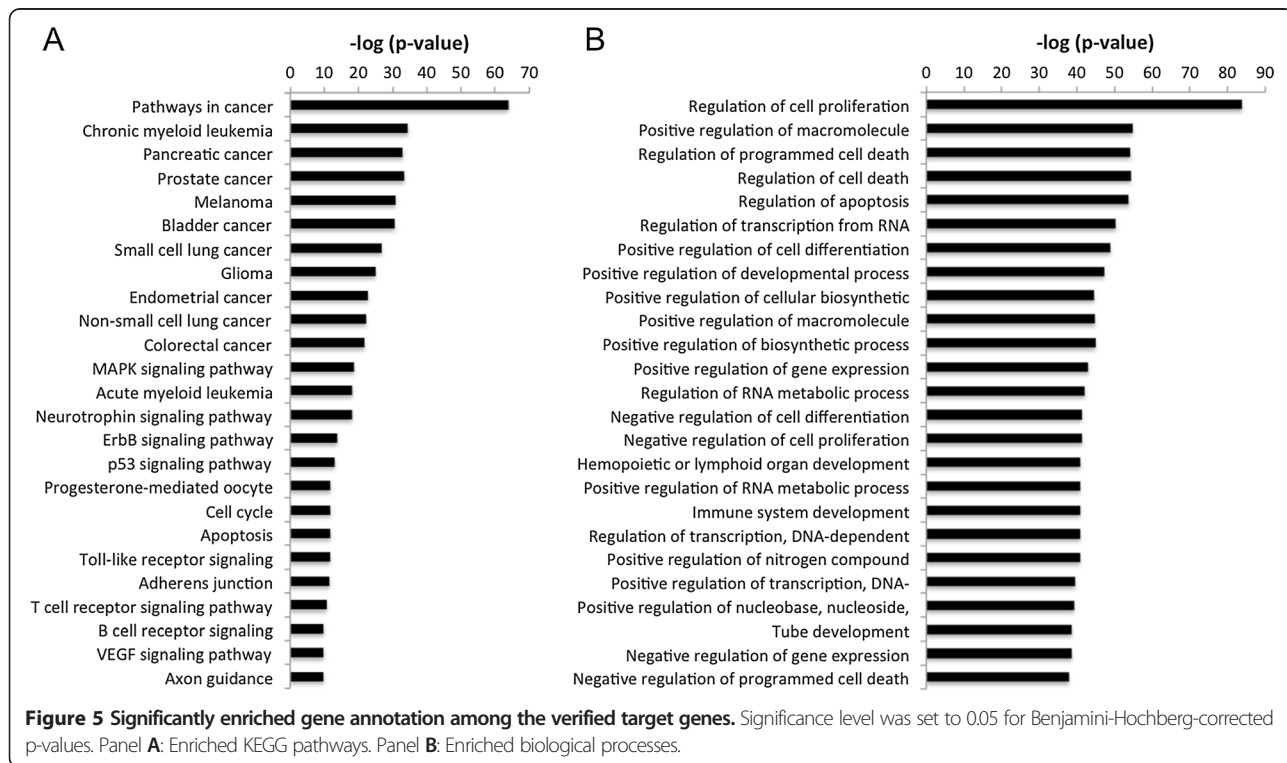 A
-log (p-value)
0 10 20 30 40 50 60 70
Pathways in cancer
Chronic myeloid leukemia
Pancreatic cancer
Prostate cancer
Melanoma
Bladder cancer
Small cell lung cancer
Glioma
Endometrial cancer
Non-small cell lung cancer
Colorectal cancer
MAPK signaling pathway
Acute myeloid leukemia
Neurotrophin signaling pathway
ErbB signaling pathway
p53 signaling pathway
Progesterone-mediated oocyte
Cell cycle
Apoptosis
Toll-like receptor signaling
Adherens junction
T cell receptor signaling pathway
B cell receptor signaling
VEGF signaling pathway
Axon guidance
B
-log (p-value)
0 10 20 30 40 50 60 70 80 90
Regulation of cell proliferation
Positive regulation of macromolecule
Regulation of programmed cell death
Regulation of cell death
Regulation of apoptosis
Regulation of transcription from RNA
Positive regulation of cell differentiation
Positive regulation of developmental process
Positive regulation of cellular biosynthetic
Positive regulation of macromolecule
Positive regulation of biosynthetic process
Positive regulation of gene expression
Regulation of RNA metabolic process
Negative regulation of cell differentiation
Negative regulation of cell proliferation
Hemopoietic or lymphoid organ development
Positive regulation of RNA metabolic process
Immune system development
Regulation of transcription, DNA-dependent
Positive regulation of nitrogen compound
Positive regulation of transcription, DNA-
Positive regulation of nucleobase, nucleoside,
Tube development
Negative regulation of gene expression
Negative regulation of programmed cell death
Figure 5 Significantly enriched gene annotation among the verified target genes. Significance level was set to 0.05 for Benjamini-Hochberg-corrected
p-values. Panel A: Enriched KEGG pathways. Panel B: Enriched biological processes.